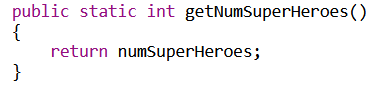 public static int getNumSuperHeroes()
{
    return numSuperHeroes;
}